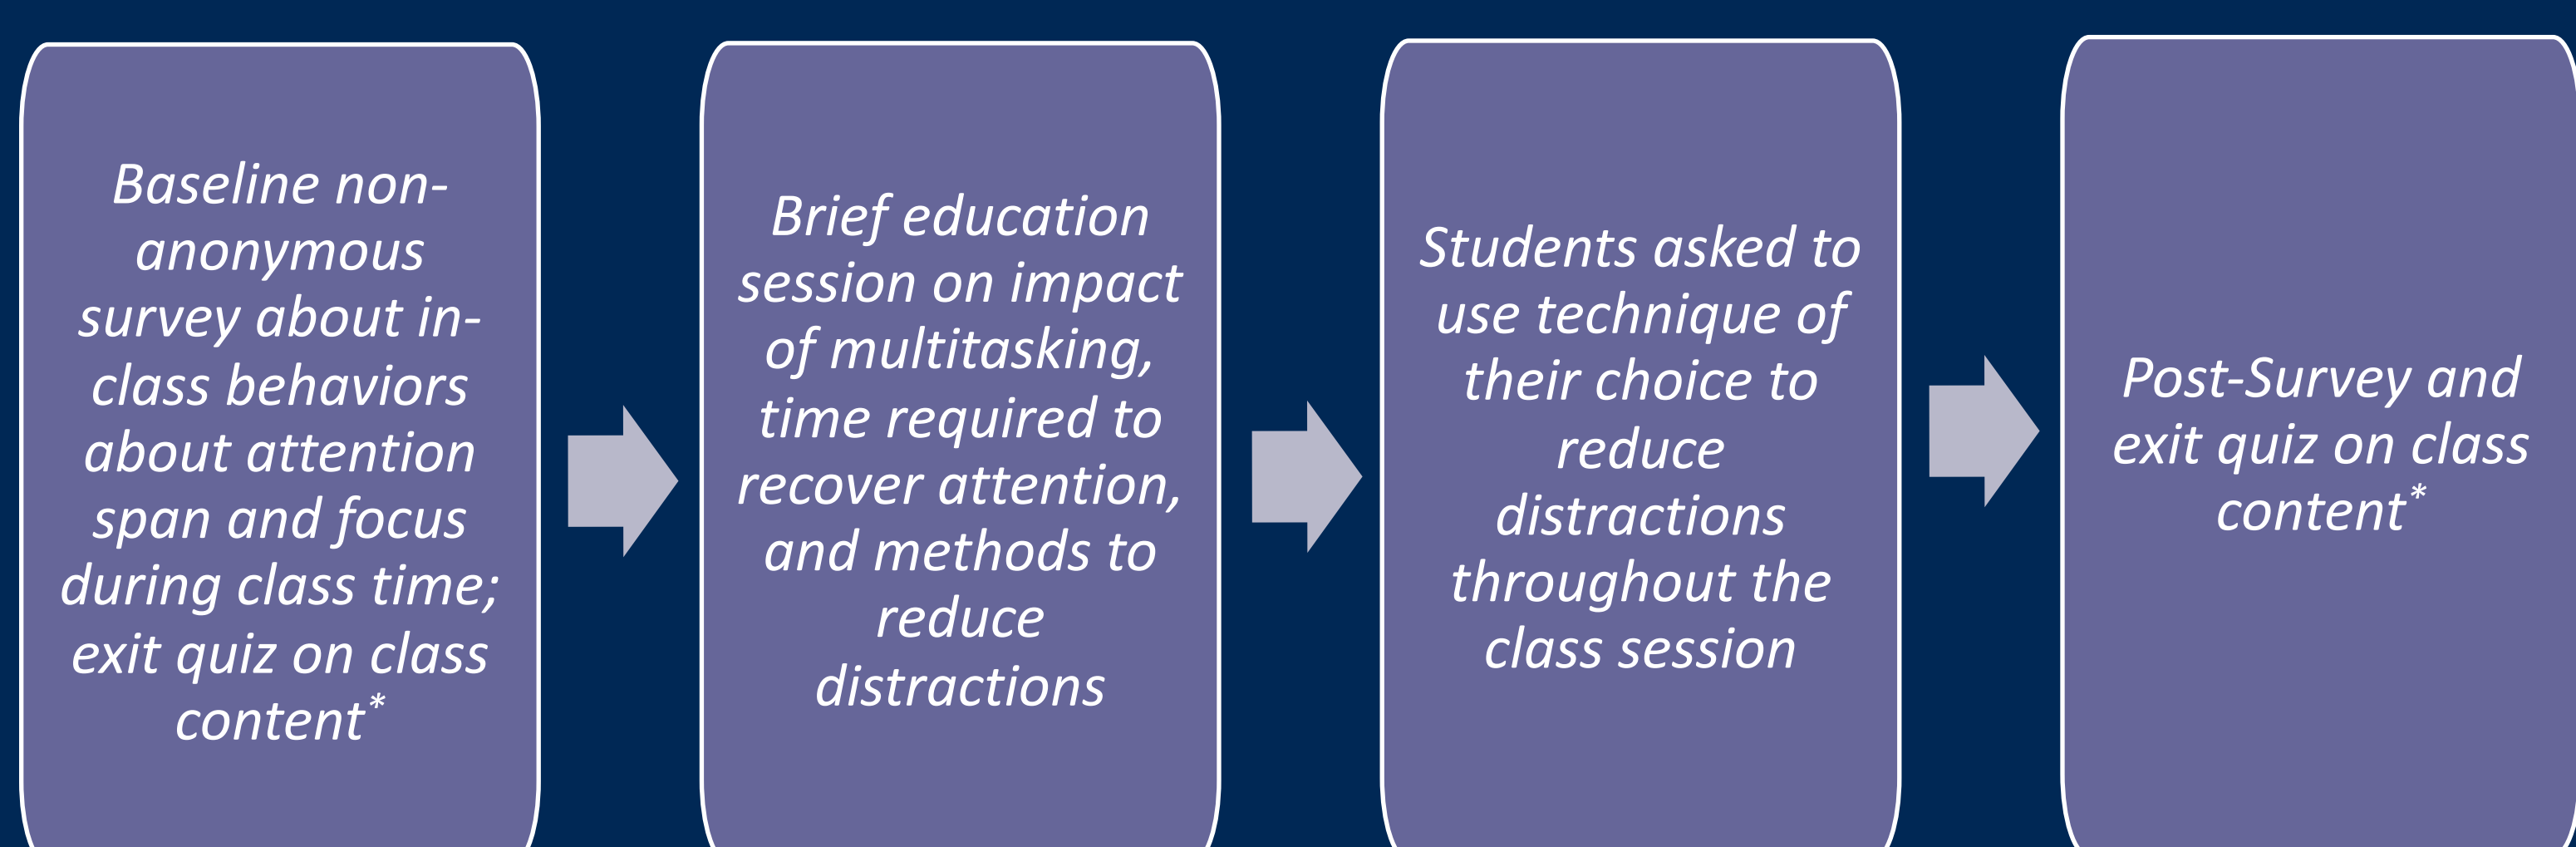 Baseline non-
anonymous
survey about in-
class behaviors
about attention
span and focus
during class time;
exit quiz on class
content*
Brief education
session on impact
of multitasking,
time required to
recover attention,
and methods to
reduce
distractions
Students asked to
use technique of
their choice to
reduce
distractions
throughout the
class session
Post-Survey and
exit quiz on class
content*